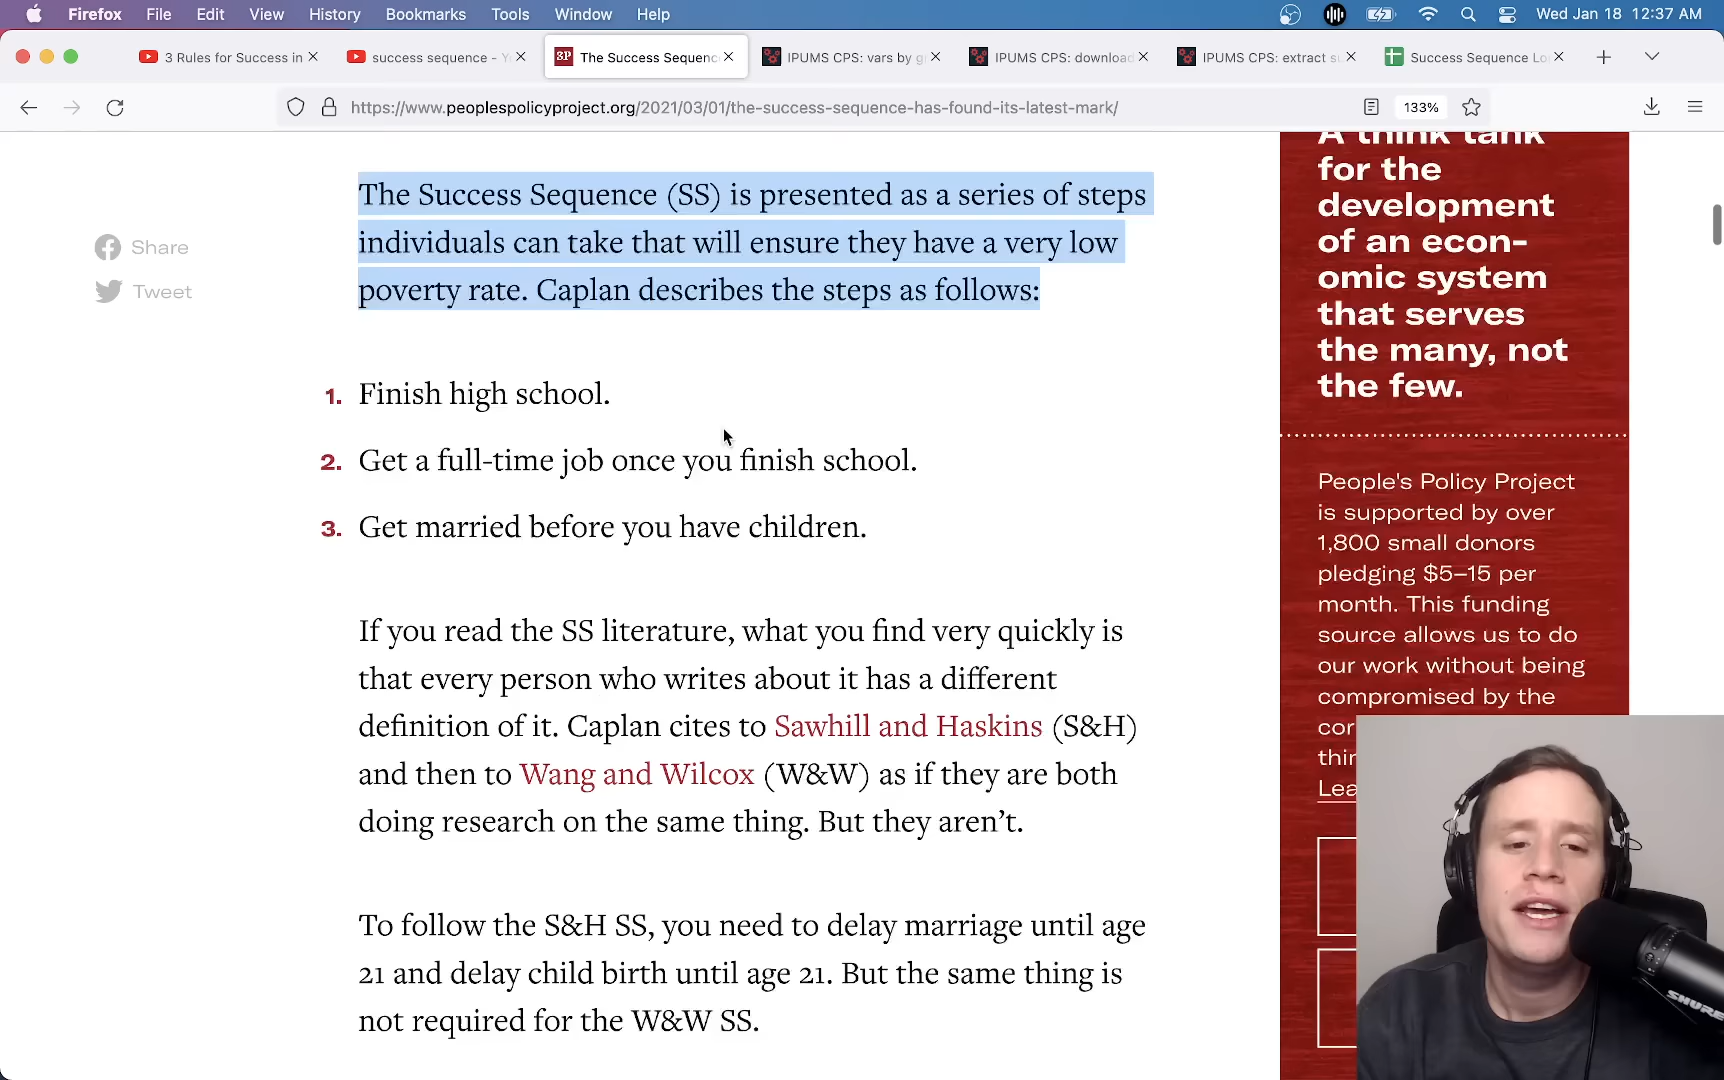 Firefox File Edit View History Bookmarks Tools Window Help Wed Jan 18 12:37 AM
3 Rules for Success in
success sequence - Y
The Success Sequenc
IPUMS CPS: vars by g
IPUMS CPS: download
IPUMS CPS: extract su
Success Sequence Lo
https://www.peoplespolicyproject.org/2021/03/01/the-success-sequence-has-found-its-latest-mark/ 133%
Share
Tweet
The Success Sequence (SS) is presented as a series of steps
individuals can take that will ensure they have a very low
poverty rate. Caplan describes the steps as follows:
1. Finish high school.
2. Get a full-time job once you finish school.
3. Get married before you have children.
If you read the SS literature, what you find very quickly is
that every person who writes about it has a different
definition of it. Caplan cites to Sawhill and Haskins (S&H)
and then to Wang and Wilcox (W&W) as if they are both
doing research on the same thing. But they aren't.
To follow the S&H SS, you need to delay marriage until age
21 and delay child birth until age 21. But the same thing is
not required for the W&W SS.
A think tank
for the
development
of an econ-
omic system
that serves
the many, not
the few.
People's Policy Project
is supported by over
1,800 small donors
pledging $5–15 per
month. This funding
source allows us to do
our work without being
compromised by the
cor
thin
Lea
SHURE